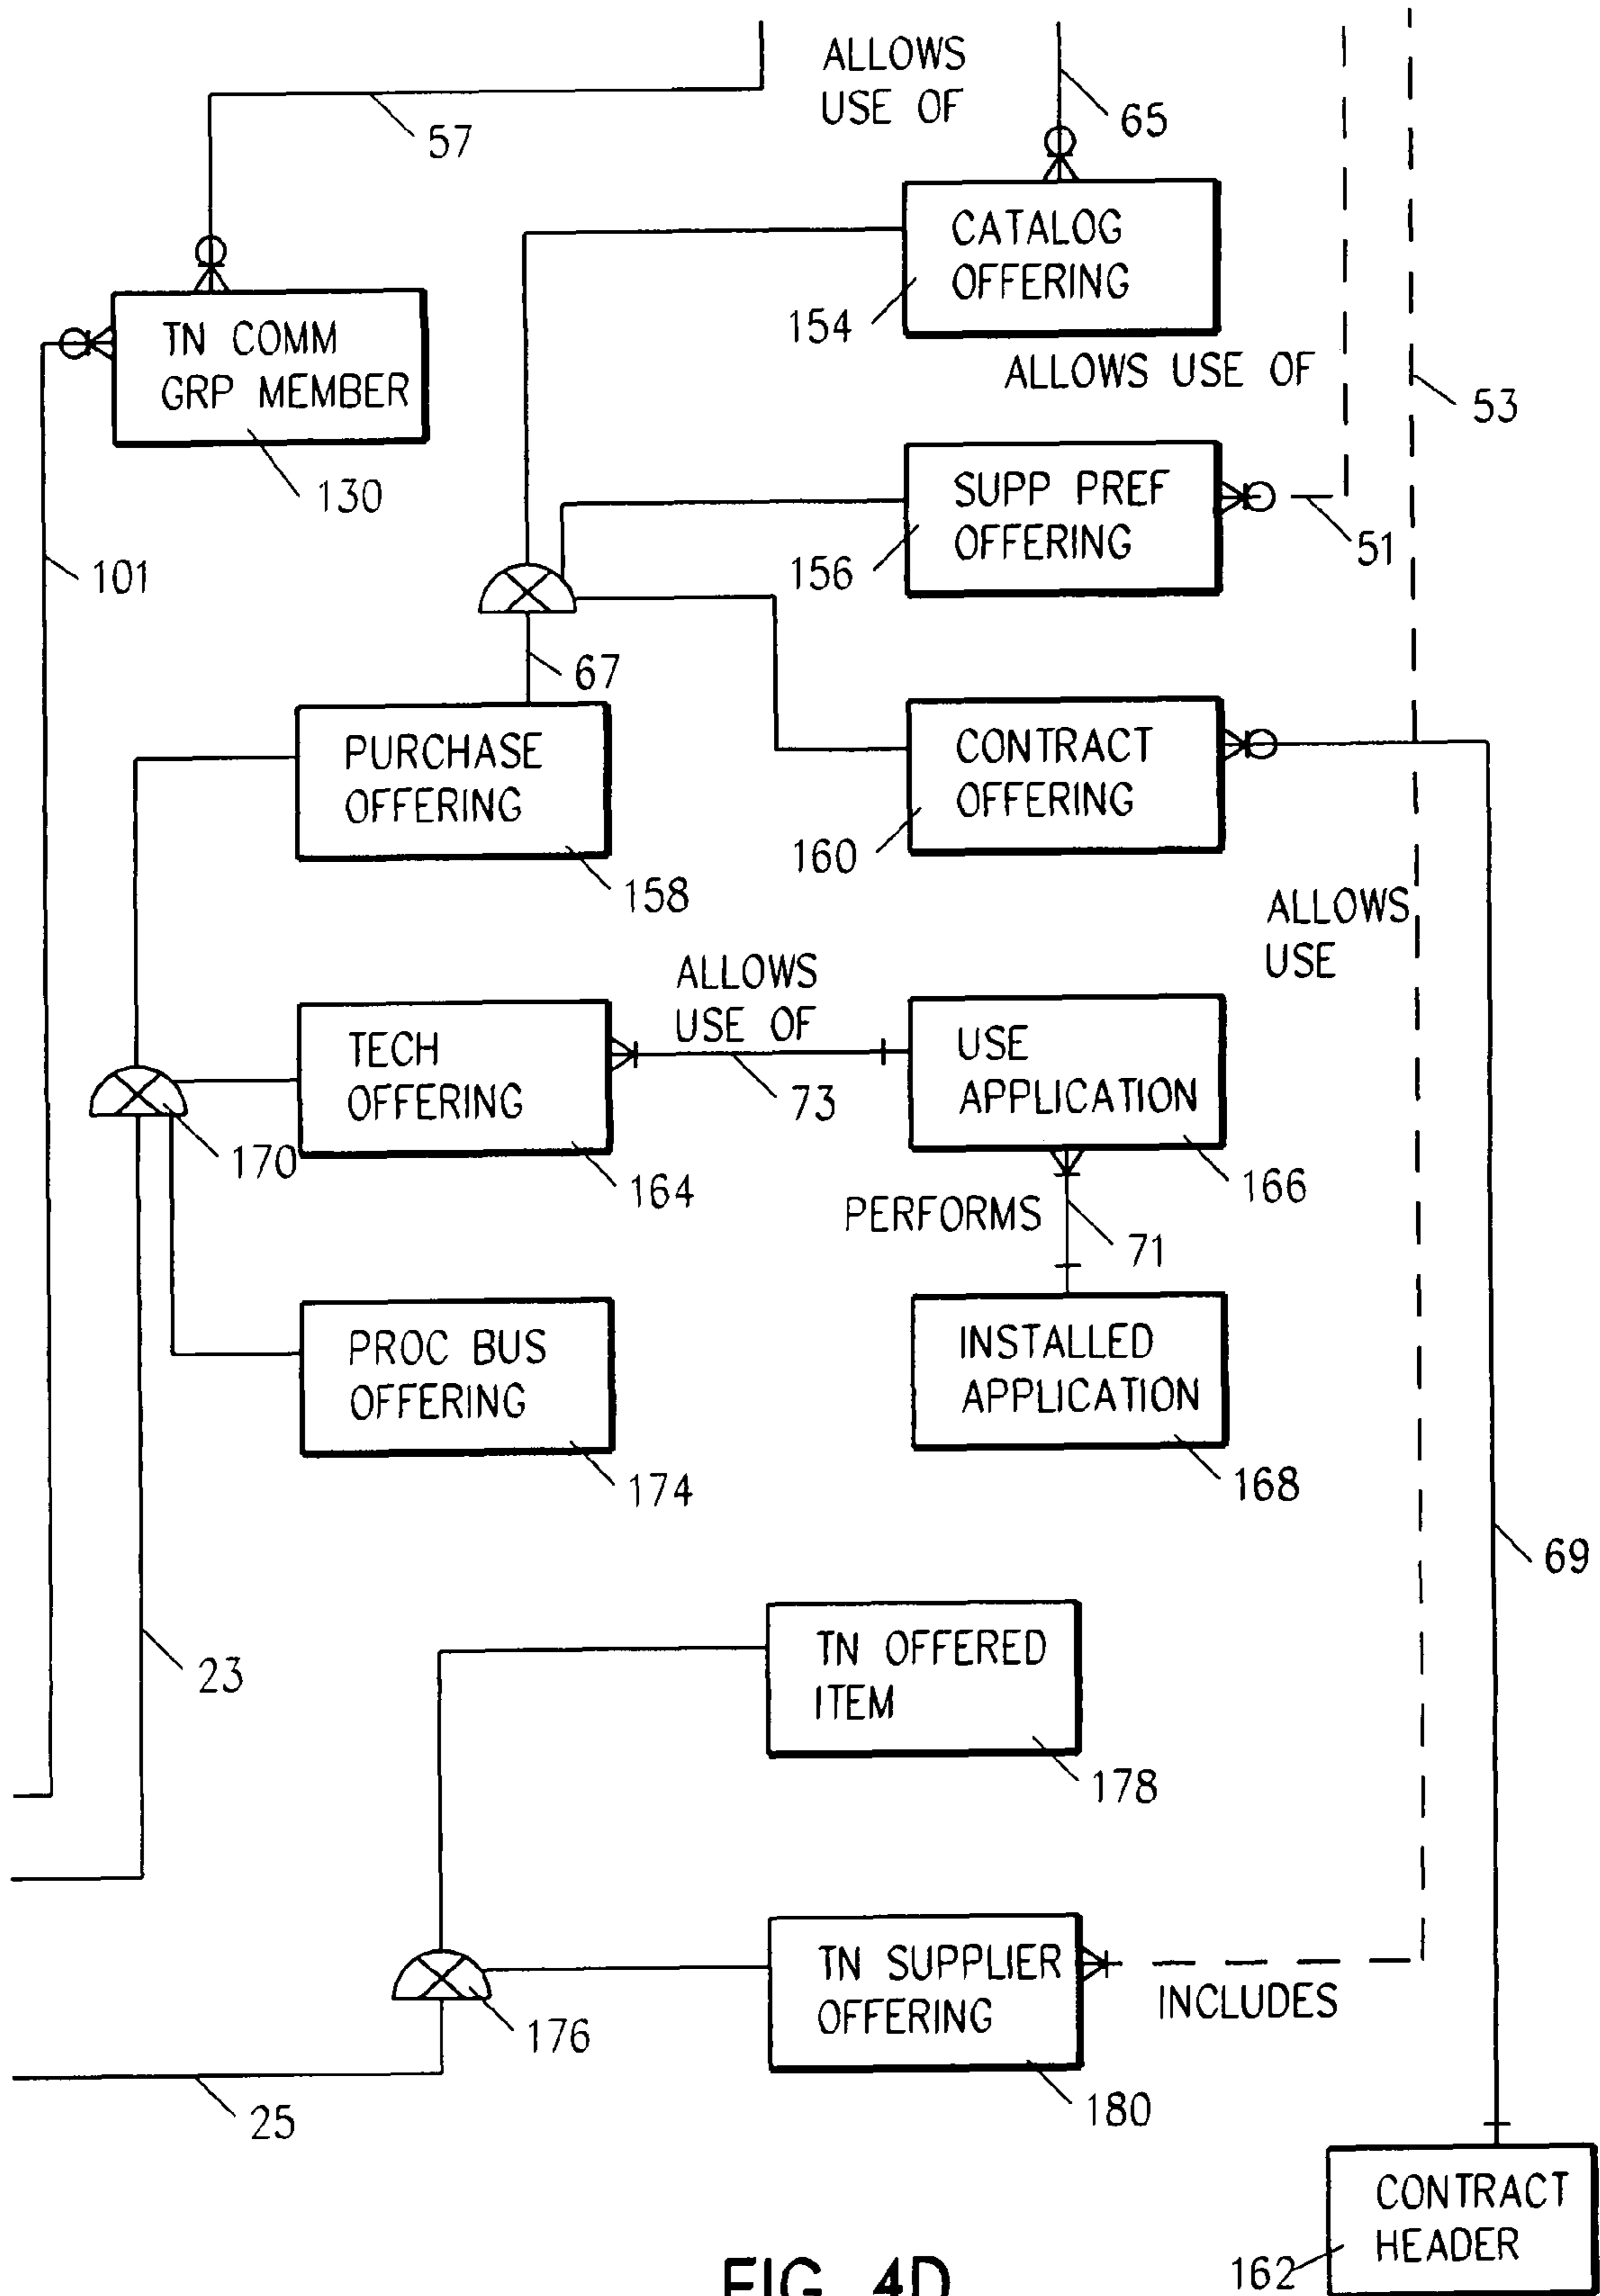 ALLOWS
USE OF
57
65
CATALOG
OFFERING
154
TN COMM
GRP MEMBER
130
ALLOWS USE OF
53
SUPP PREF
OFFERING
156
51
101
67
PURCHASE
OFFERING
158
CONTRACT
OFFERING
160
ALLOWS
USE
ALLOWS
USE OF
TECH
OFFERING
73
USE
APPLICATION
170
164
166
PERFORMS
71
PROC BUS
OFFERING
174
INSTALLED
APPLICATION
168
69
23
TN OFFERED
ITEM
178
TN SUPPLIER
OFFERING
INCLUDES
176
180
25
CONTRACT
HEADER
162
FIG. 4D